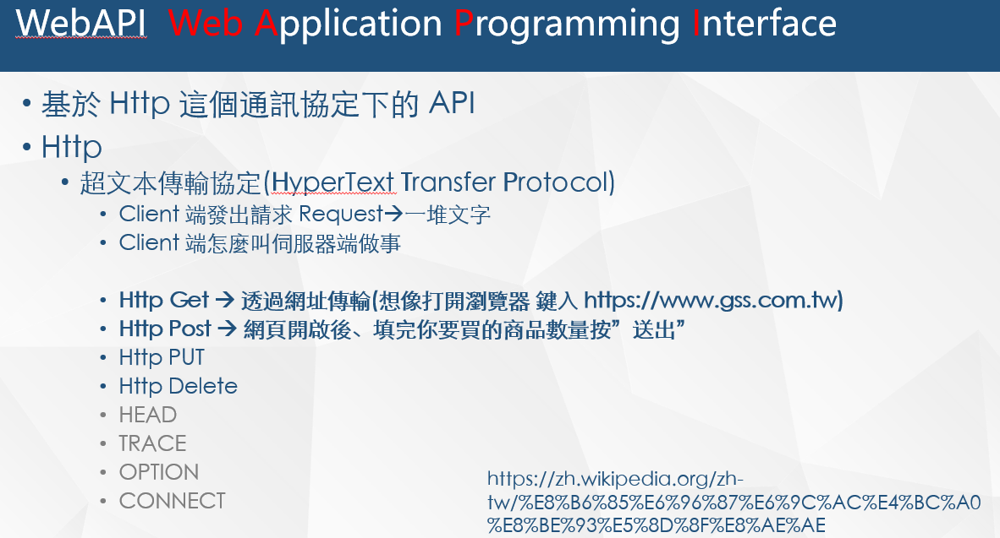 WebAPI Web Application Programming Interface
• 基於 Http 這個通訊協定下的 API
• Http
• 超文本傳輸協定(HyperText Transfer Protocol)
• Client 端發出請求 Request→一堆文字
• Client 端怎麼叫伺服器端做事
• Http Get → 透過網址傳輸(想像打開瀏覽器 鍵入 https://www.gss.com.tw)
• Http Post → 網頁開啟後、填完你要買的商品數量按”送出”
• Http PUT
• Http Delete
• HEAD
• TRACE
• OPTION
• CONNECT
https://zh.wikipedia.org/zh-
tw/%E8%B6%85%E6%96%87%E6%9C%AC%E4%BC%A0
%E8%BE%93%E5%8D%8F%E8%AE%AE